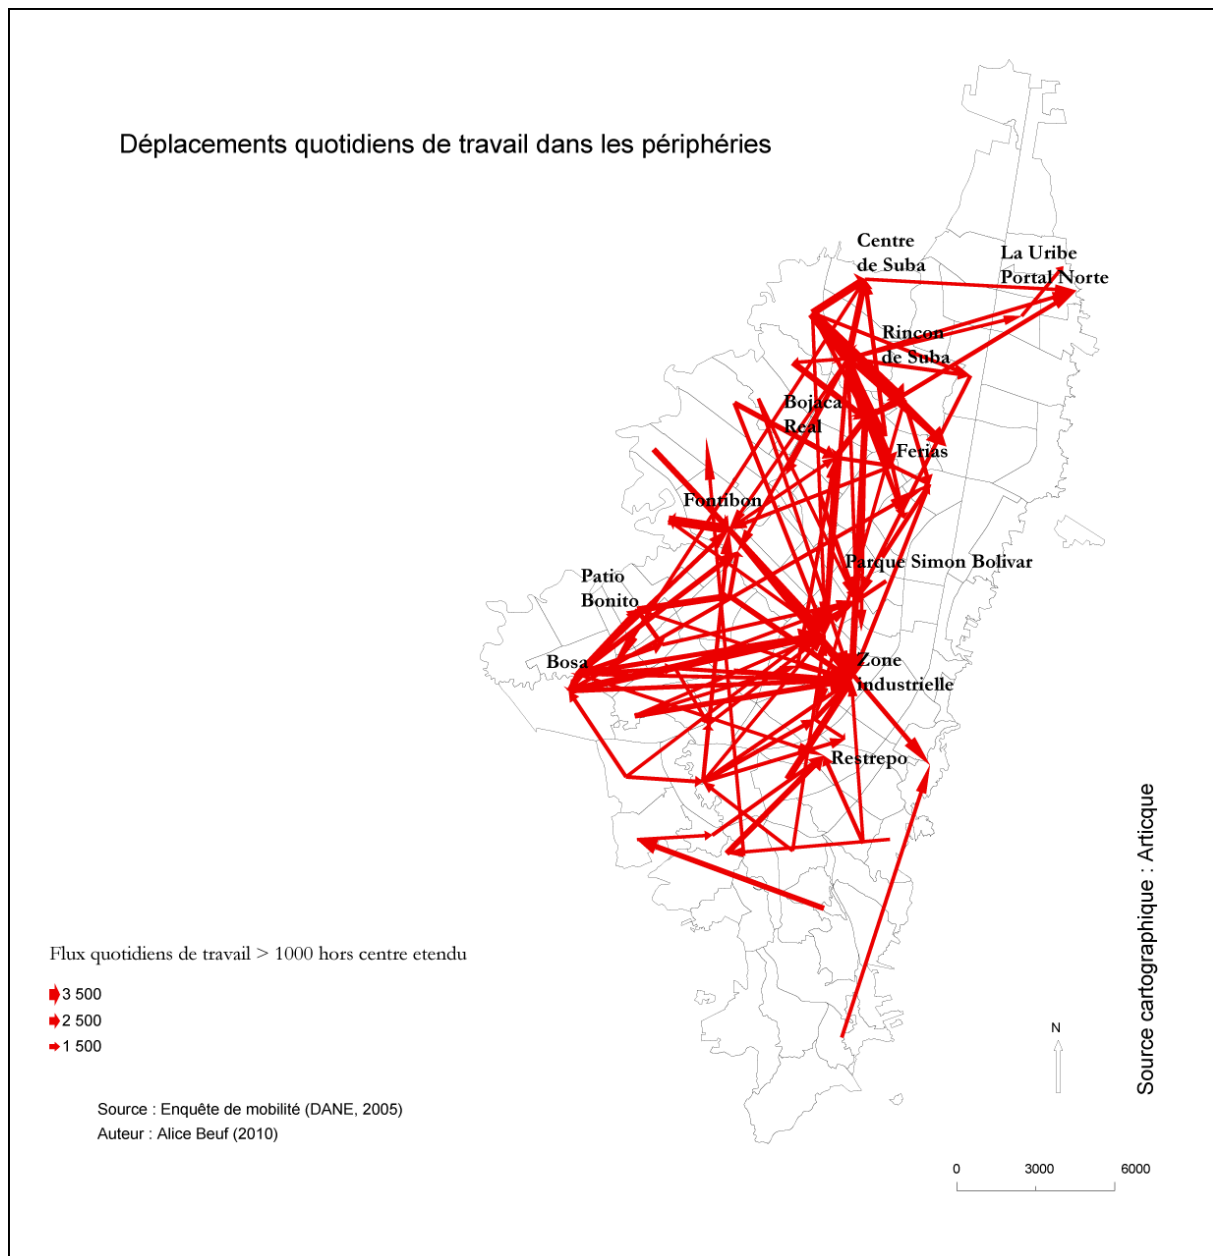 Déplacements quotidiens de travail dans les périphéries
Centre
de Suba
La Uribe
Portal Norte
Rincon
de Suba
Bojaca
Real
Ferias
Fontibon
Parque Simon Bolivar
Patio
Bonito
Bosa
Zone
industrielle
Restrepo
Source cartographique : Articque
Flux quotidiens de travail > 1000 hors centre etendu
3 500
2 500
1 500
N
Source : Enquête de mobilité (DANE, 2005)
Auteur : Alice Beuf (2010)
0 3000 6000